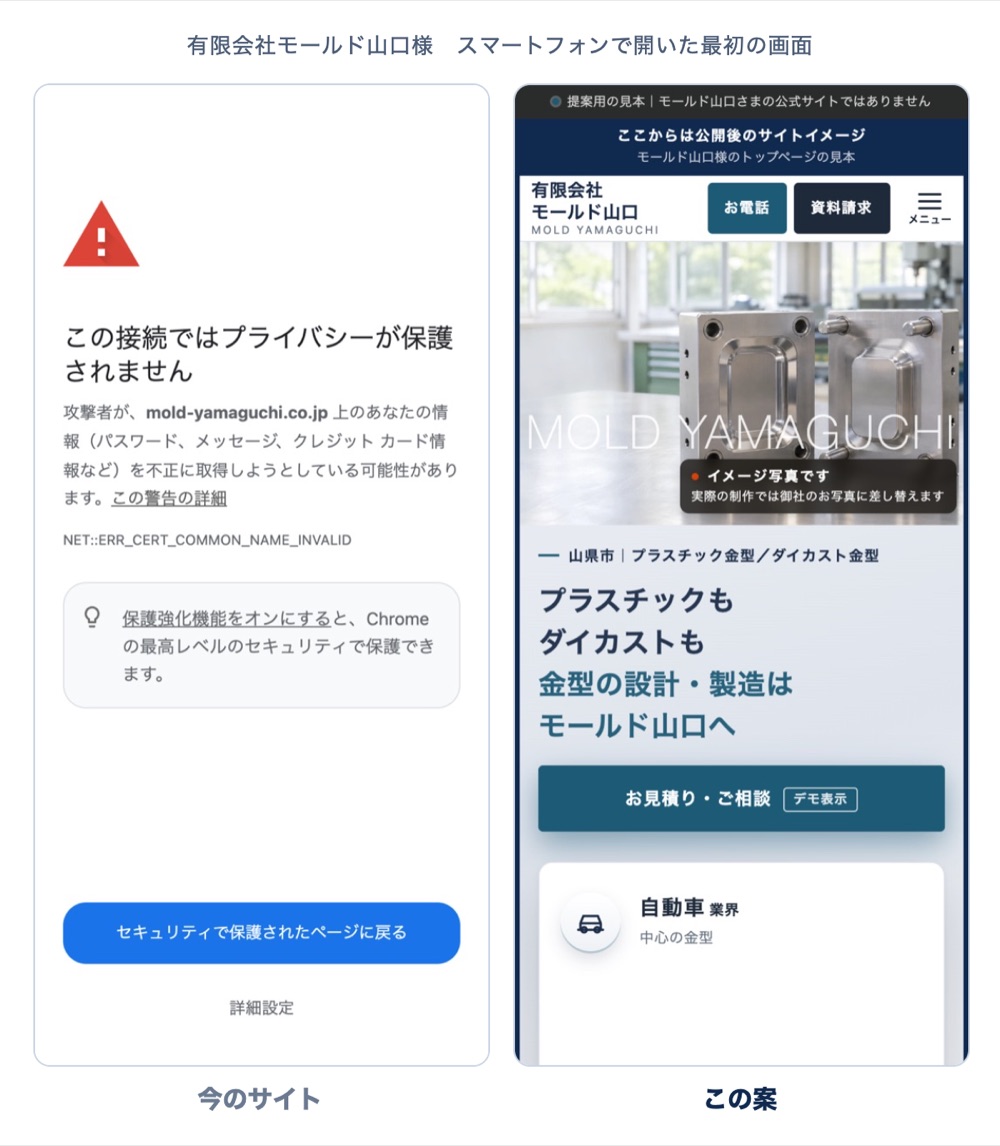 有限会社モールド山口様　スマートフォンで開いた最初の画面
この接続ではプライバシーが保護
されません
攻撃者が、mold-yamaguchi.co.jp 上のあなたの情
報（パスワード、メッセージ、クレジット カード情
報など）を不正に取得しようとしている可能性があり
ます。この警告の詳細
NET::ERR_CERT_COMMON_NAME_INVALID
保護強化機能をオンにすると、Chrome
の最高レベルのセキュリティで保護でき
ます。
セキュリティで保護されたページに戻る
詳細設定
今のサイト
提案用の見本｜モールド山口さまの公式サイトではありません
ここからは公開後のサイトイメージ
モールド山口様のトップページの見本
有限会社
モールド山口
MOLD YAMAGUCHI
お電話
資料請求
メニュー
MOLD YAMAGUCHI
イメージ写真です
実際の制作では御社のお写真に差し替えます
山県市｜プラスチック金型／ダイカスト金型
プラスチックも
ダイカストも
金型の設計・製造は
モールド山口へ
お見積り・ご相談 デモ表示
自動車 業界
中心の金型
この案